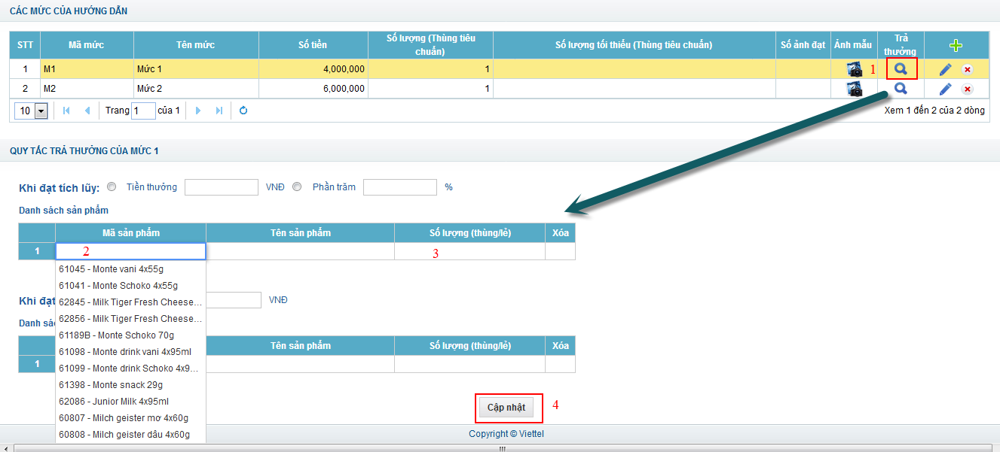 CÁC MỨC CỦA HƯỚNG DẪN
STT Mã mức Tên mức Số tiền Số lượng (Thùng tiêu chuẩn) Số lượng tối thiểu (Thùng tiêu chuẩn) Số ảnh đạt Ảnh mẫu Trả thưởng
1 M1 Mức 1 4,000,000 1 1
2 M2 Mức 2 6,000,000 1
10 Trang 1 của 1 Xem 1 đến 2 của 2 dòng
QUY TẮC TRẢ THƯỞNG CỦA MỨC 1
Khi đạt tích lũy: Tiền thưởng VNĐ Phần trăm %
Danh sách sản phẩm
Mã sản phẩm Tên sản phẩm Số lượng (thùng/lẻ) Xóa
1 2 3
61045 - Monte vani 4x55g
61041 - Monte Schoko 4x55g
62845 - Milk Tiger Fresh Cheese...
Khi đạt VNĐ
62856 - Milk Tiger Fresh Cheese...
Danh sác
61189B - Monte Schoko 70g
Tên sản phẩm Số lượng (thùng/lẻ) Xóa
61098 - Monte drink vani 4x95ml
1
61099 - Monte drink Schoko 4x9...
61398 - Monte snack 29g
62086 - Junior Milk 4x95ml
Cập nhật 4
60807 - Milch geister mơ 4x60g
60808 - Milch geister dâu 4x60g
Copyright © Viettel